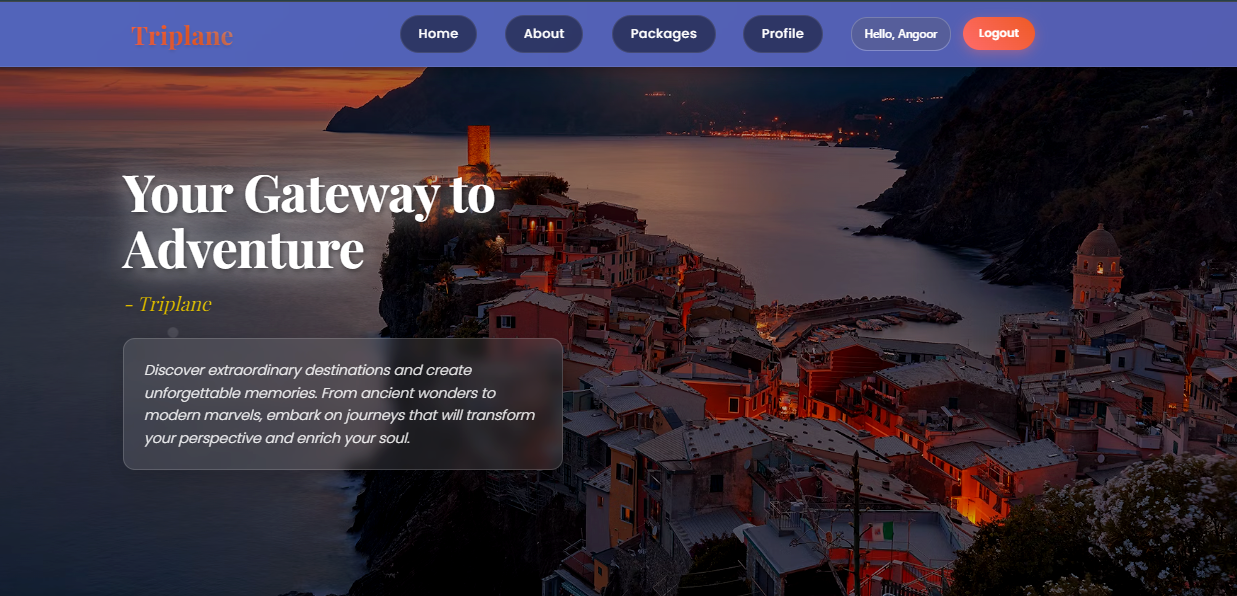 Triplane
Home
About
Packages
Profile
Hello, Angoor
Logout
Your Gateway to
Adventure
- Triplane
Discover extraordinary destinations and create
unforgettable memories. From ancient wonders to
modern marvels, embark on journeys that will transform
your perspective and enrich your soul.